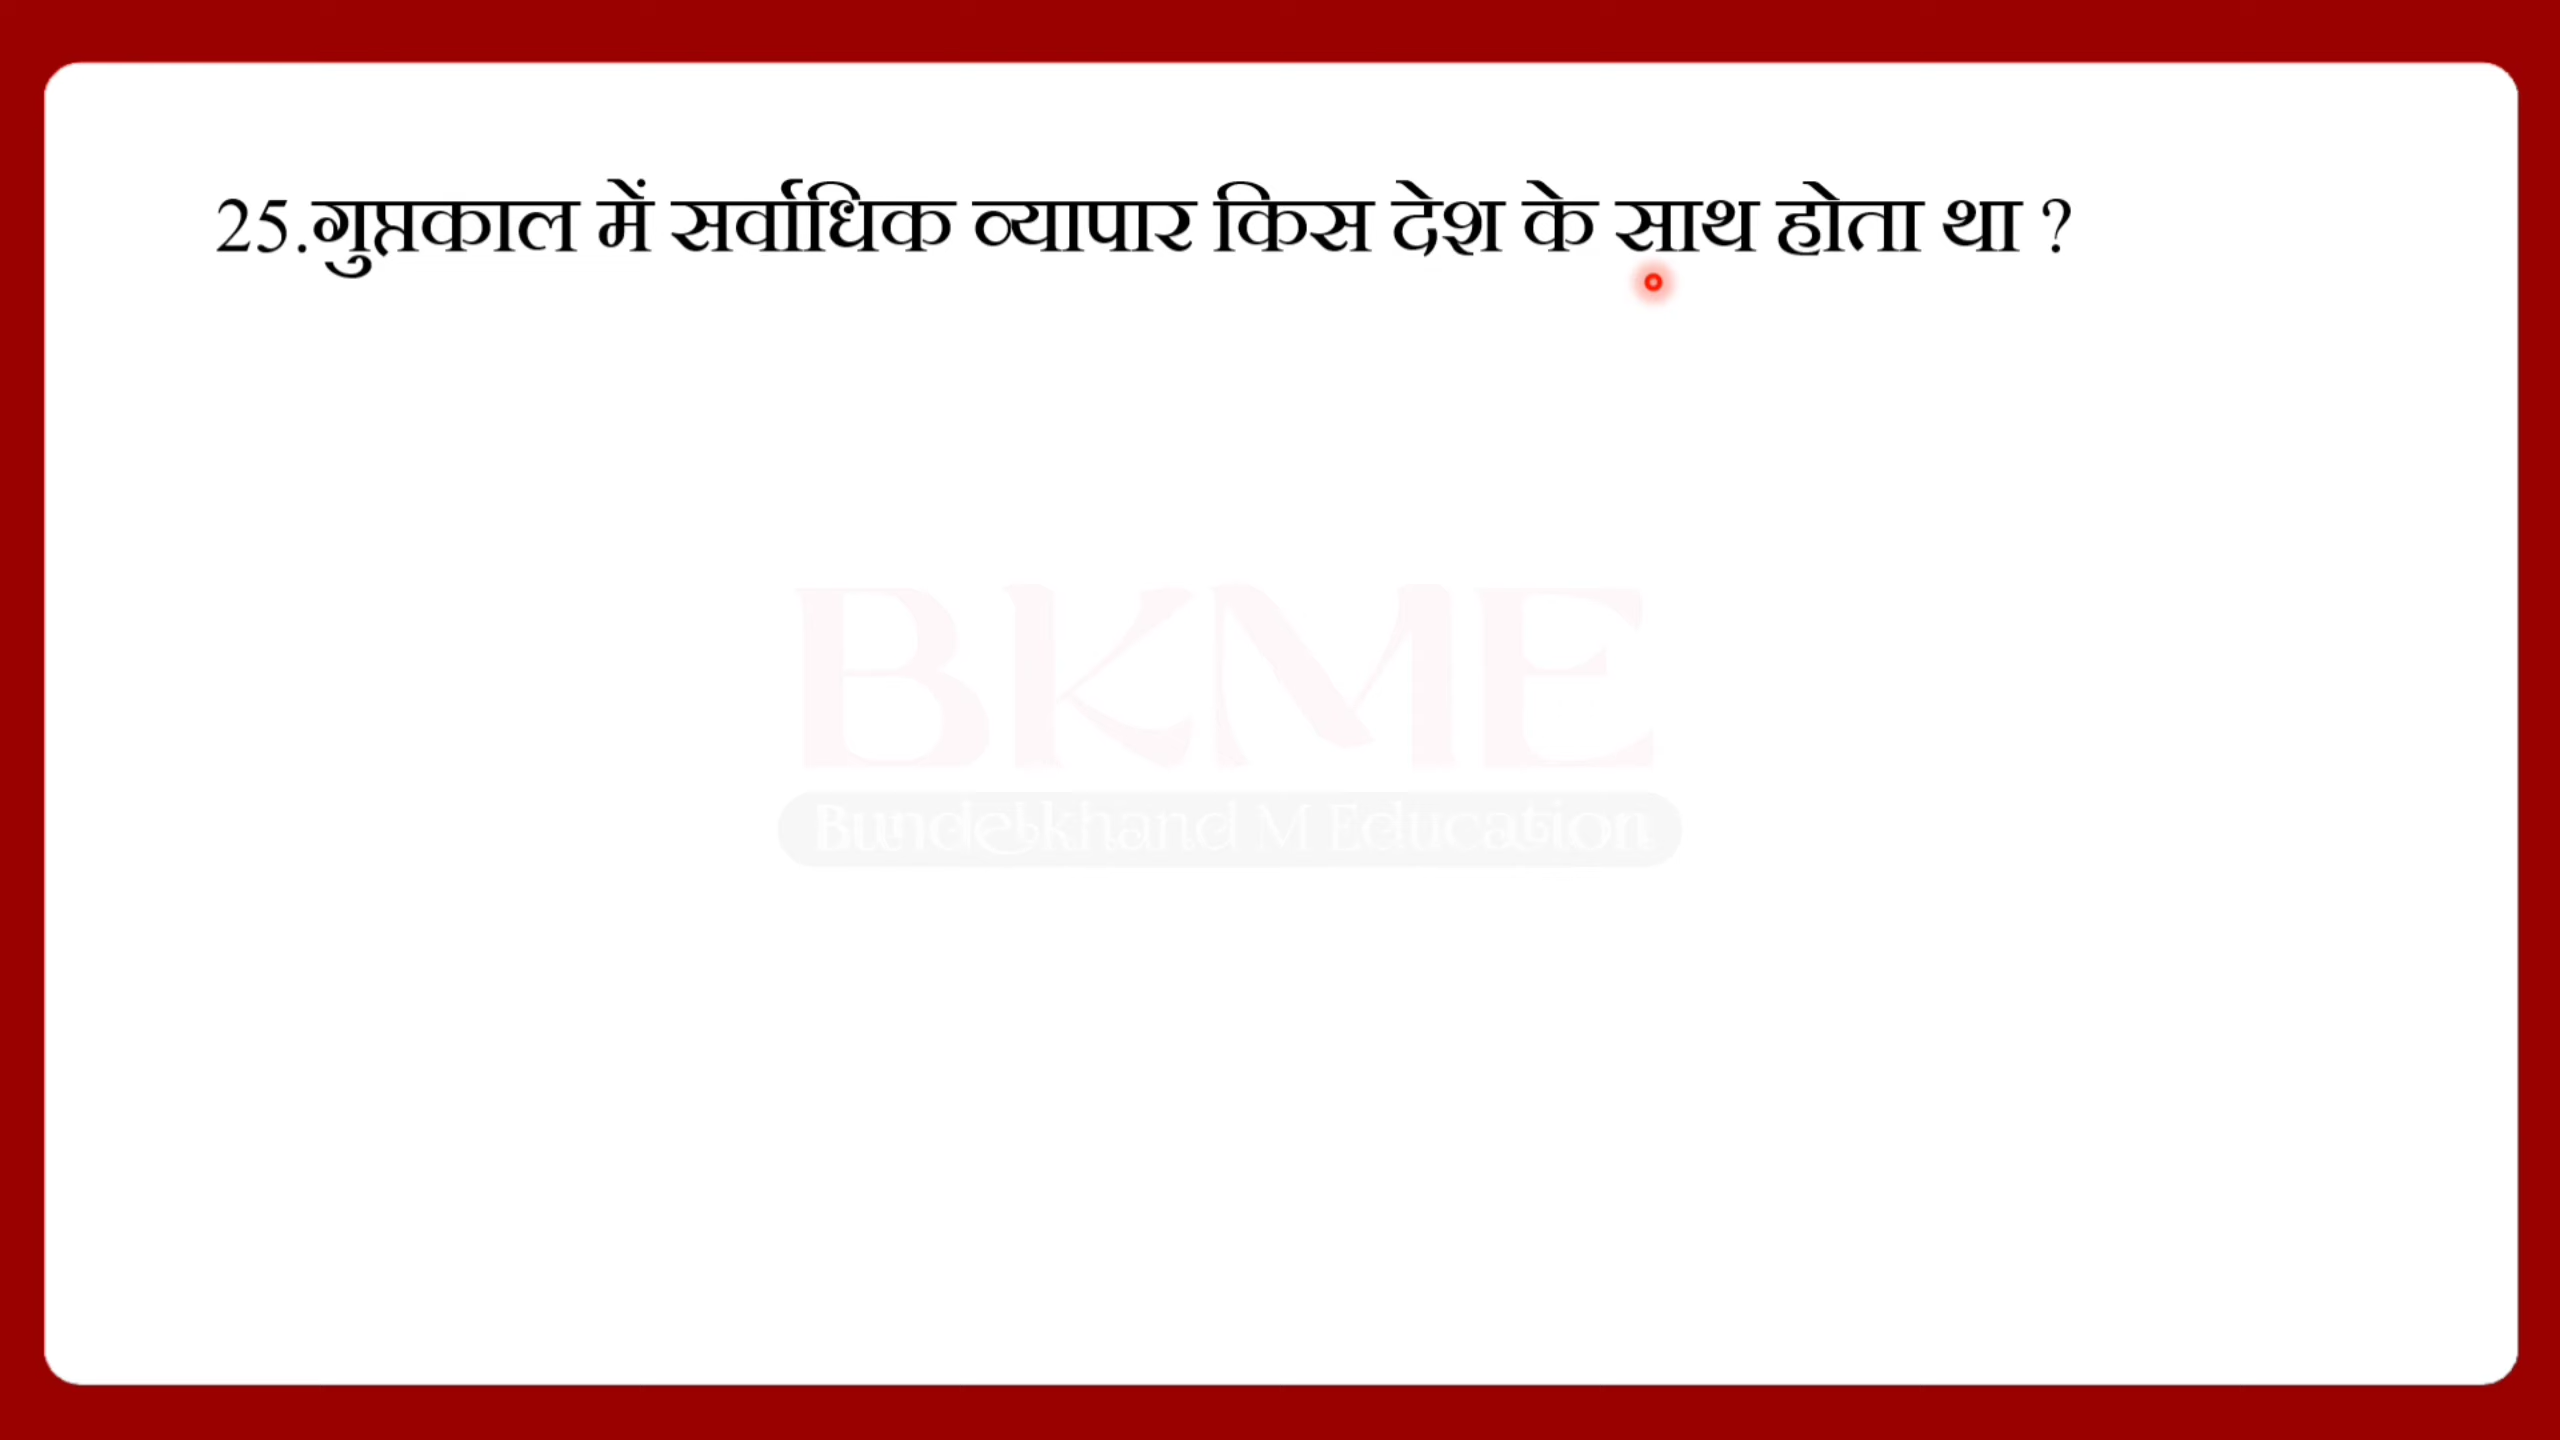 25.गुप्तकाल में सर्वाधिक व्यापार किस देश के साथ होता था ?
BKME
Bundelkhand M Education